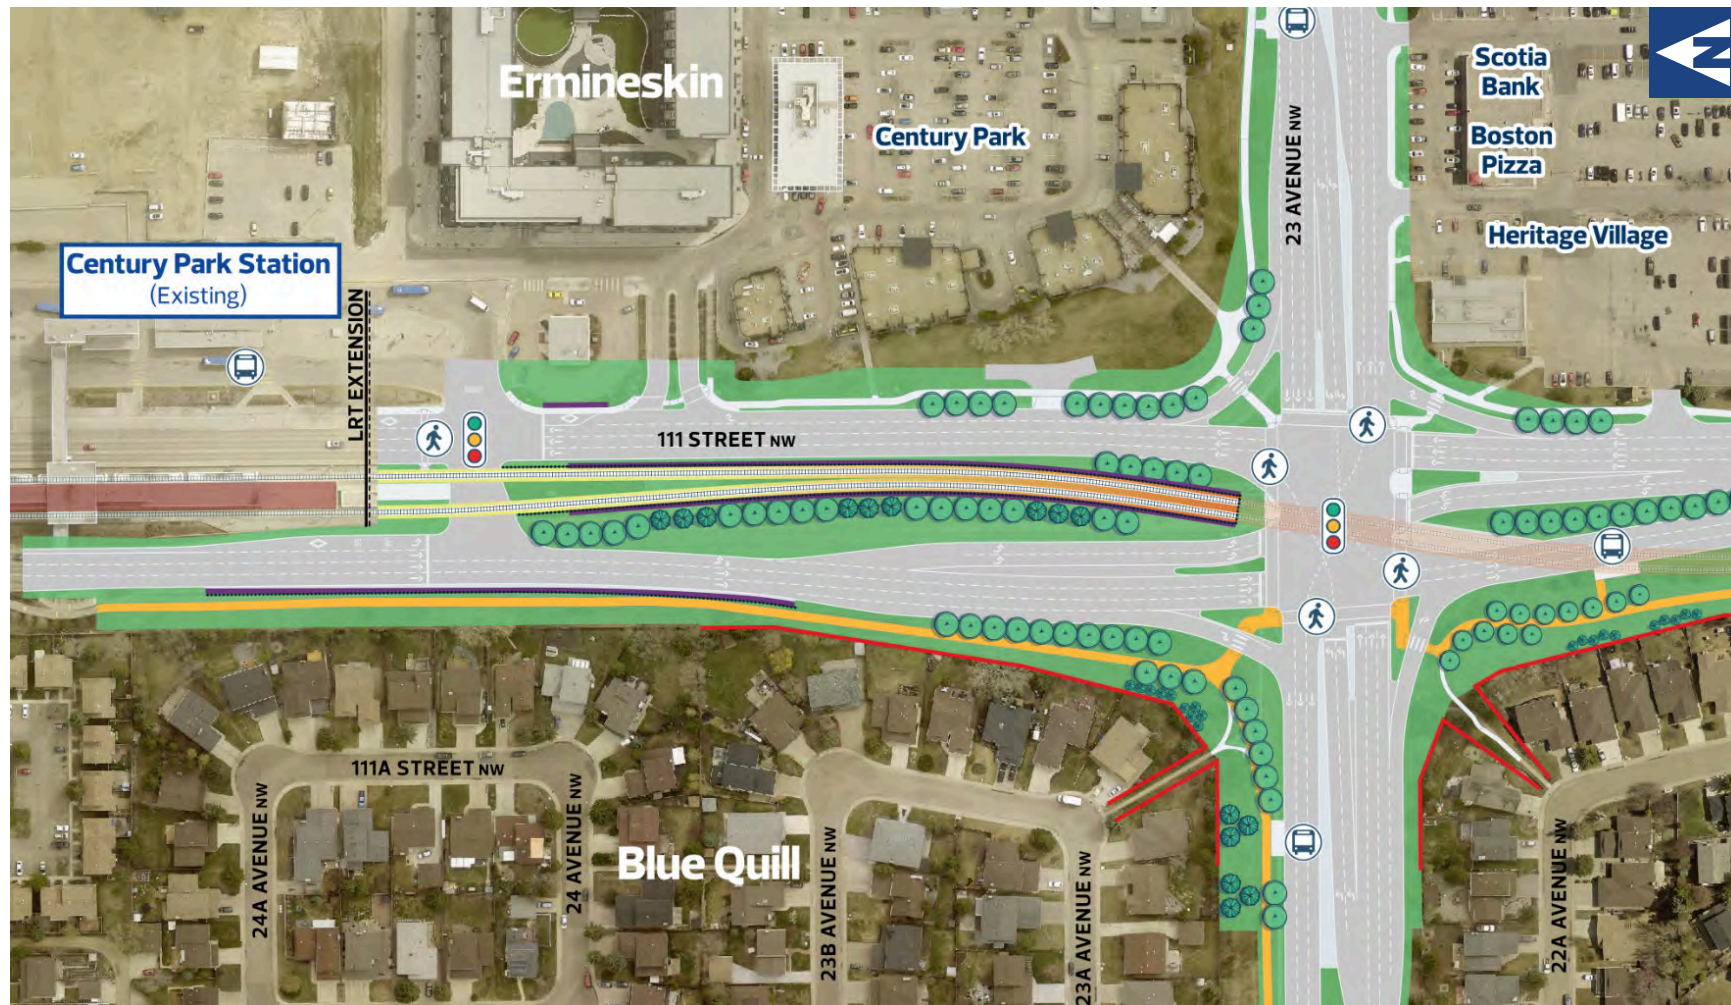 N
Scotia
Bank
Boston
Pizza
Heritage Village
Ermineskin
Century Park
23 AVENUE NW
Century Park Station
(Existing)
LRT EXTENSION
111 STREET NW
111A STREET NW
24A AVENUE NW
24 AVENUE NW
Blue Quill
23B AVENUE NW
23A AVENUE NW
22A AVENUE NW